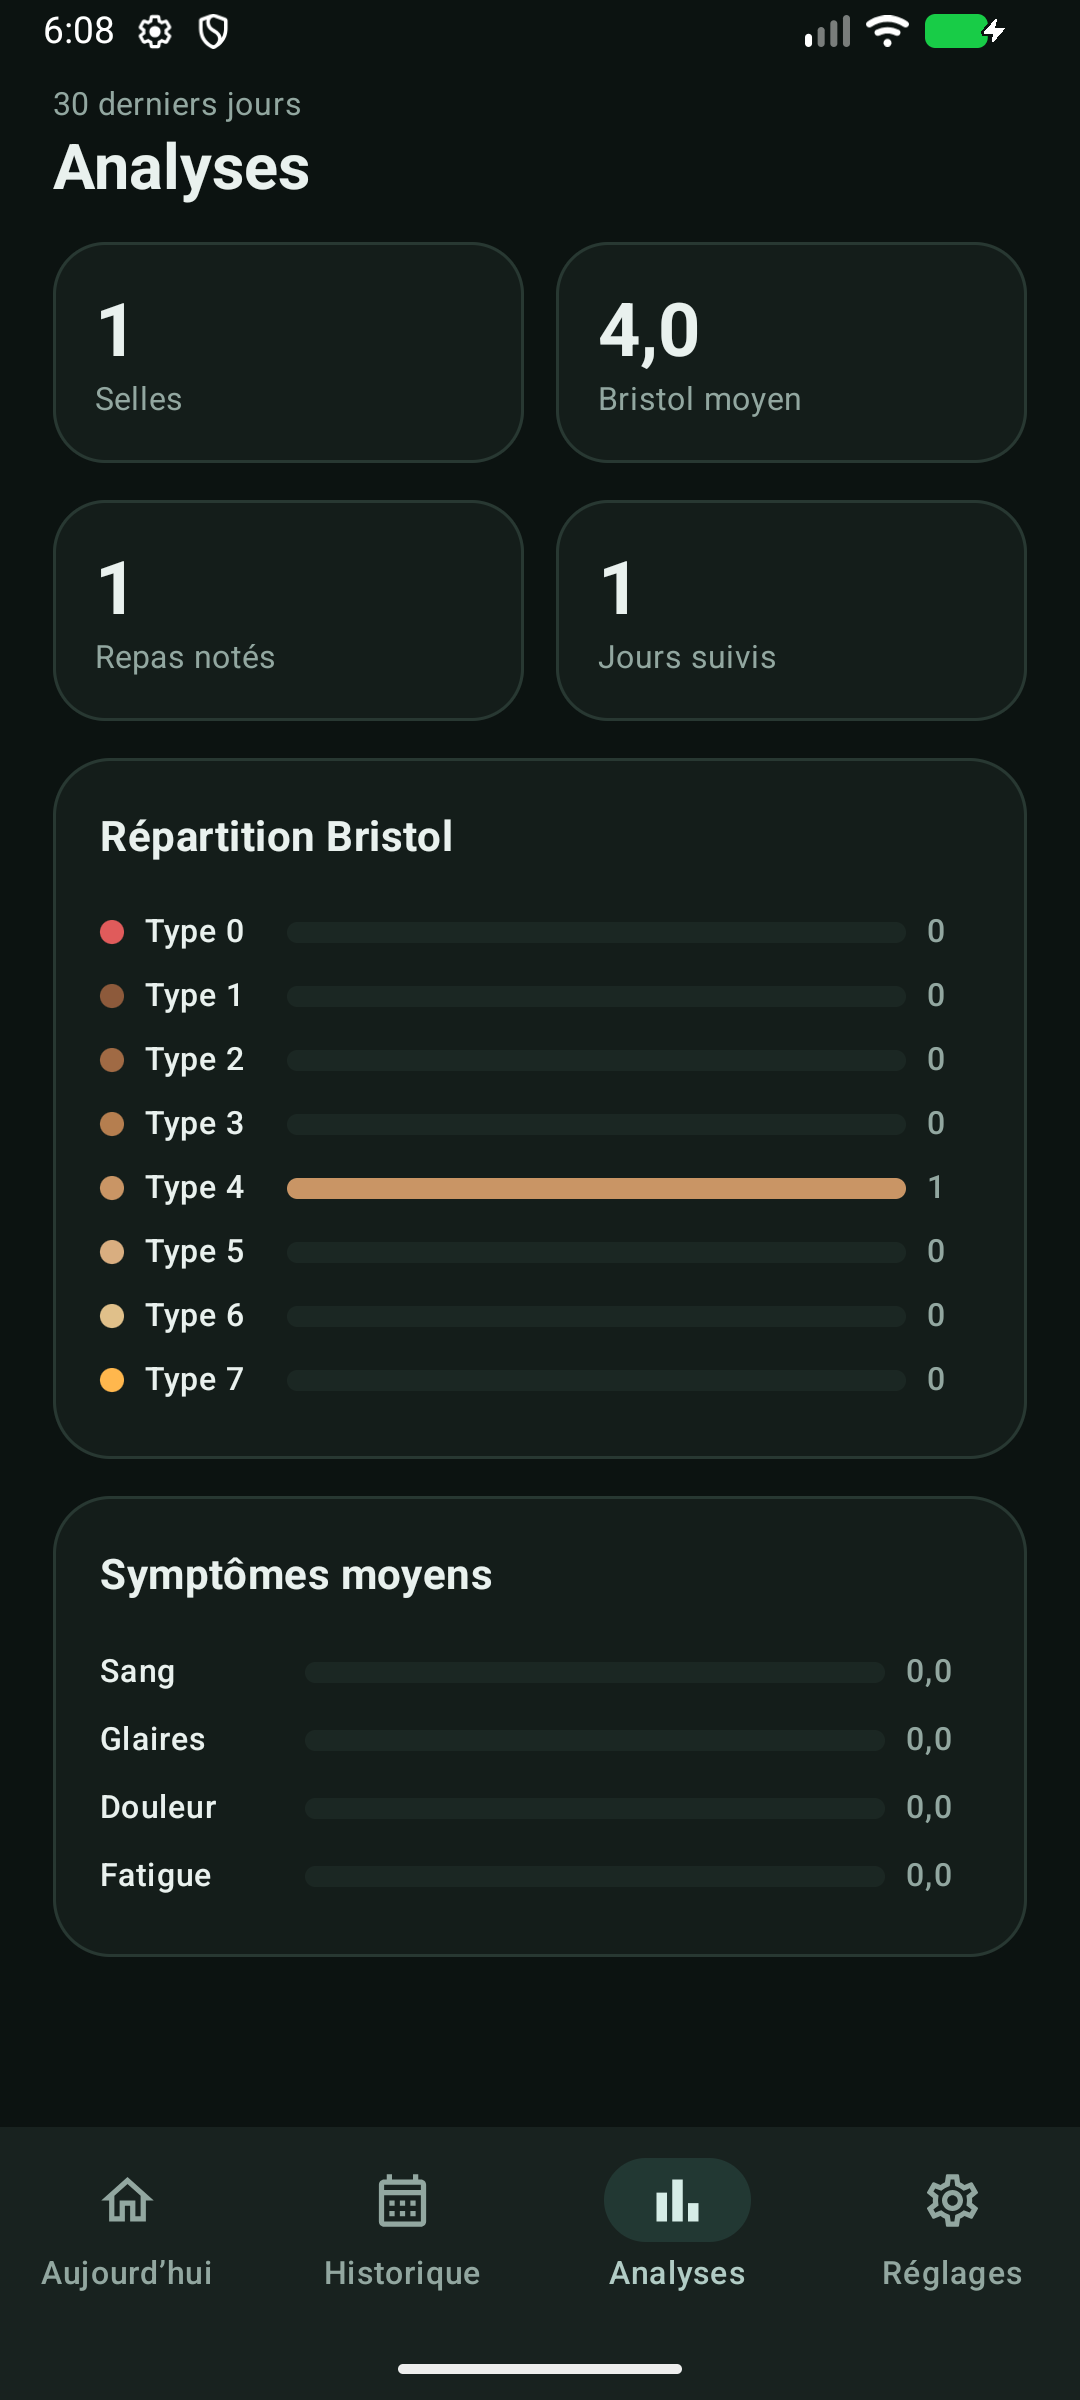 6:08
30 derniers jours
Analyses
1
Selles
4,0
Bristol moyen
1
Repas notés
1
Jours suivis
Répartition Bristol
Type 0 0
Type 1 0
Type 2 0
Type 3 0
Type 4 1
Type 5 0
Type 6 0
Type 7 0
Symptômes moyens
Sang 0,0
Glaires 0,0
Douleur 0,0
Fatigue 0,0
Aujourd’hui Historique Analyses Réglages